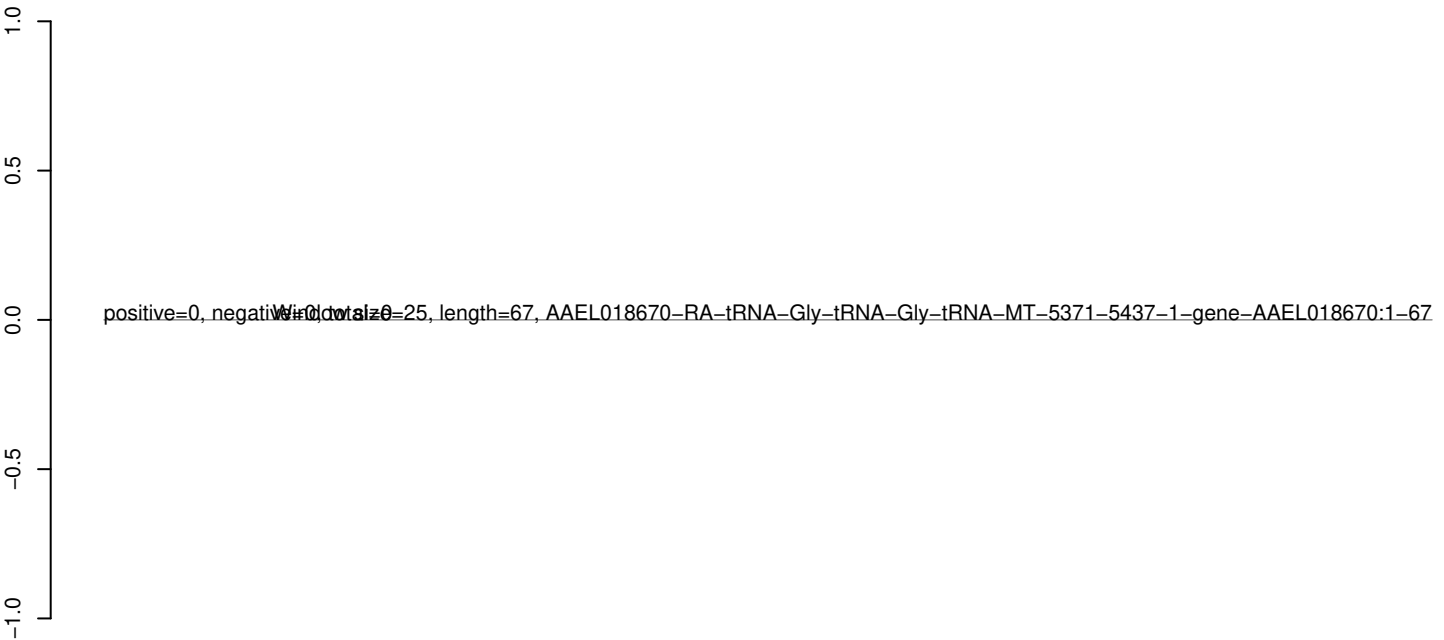 1.0
0.5
0.0
−0.5
−1.0
positive=0, negative=0, total=0
Window size=25, length=67, AAEL018670−RA−tRNA−Gly−tRNA−Gly−tRNA−MT−5371−5437−1−gene−AAEL018670:1−67